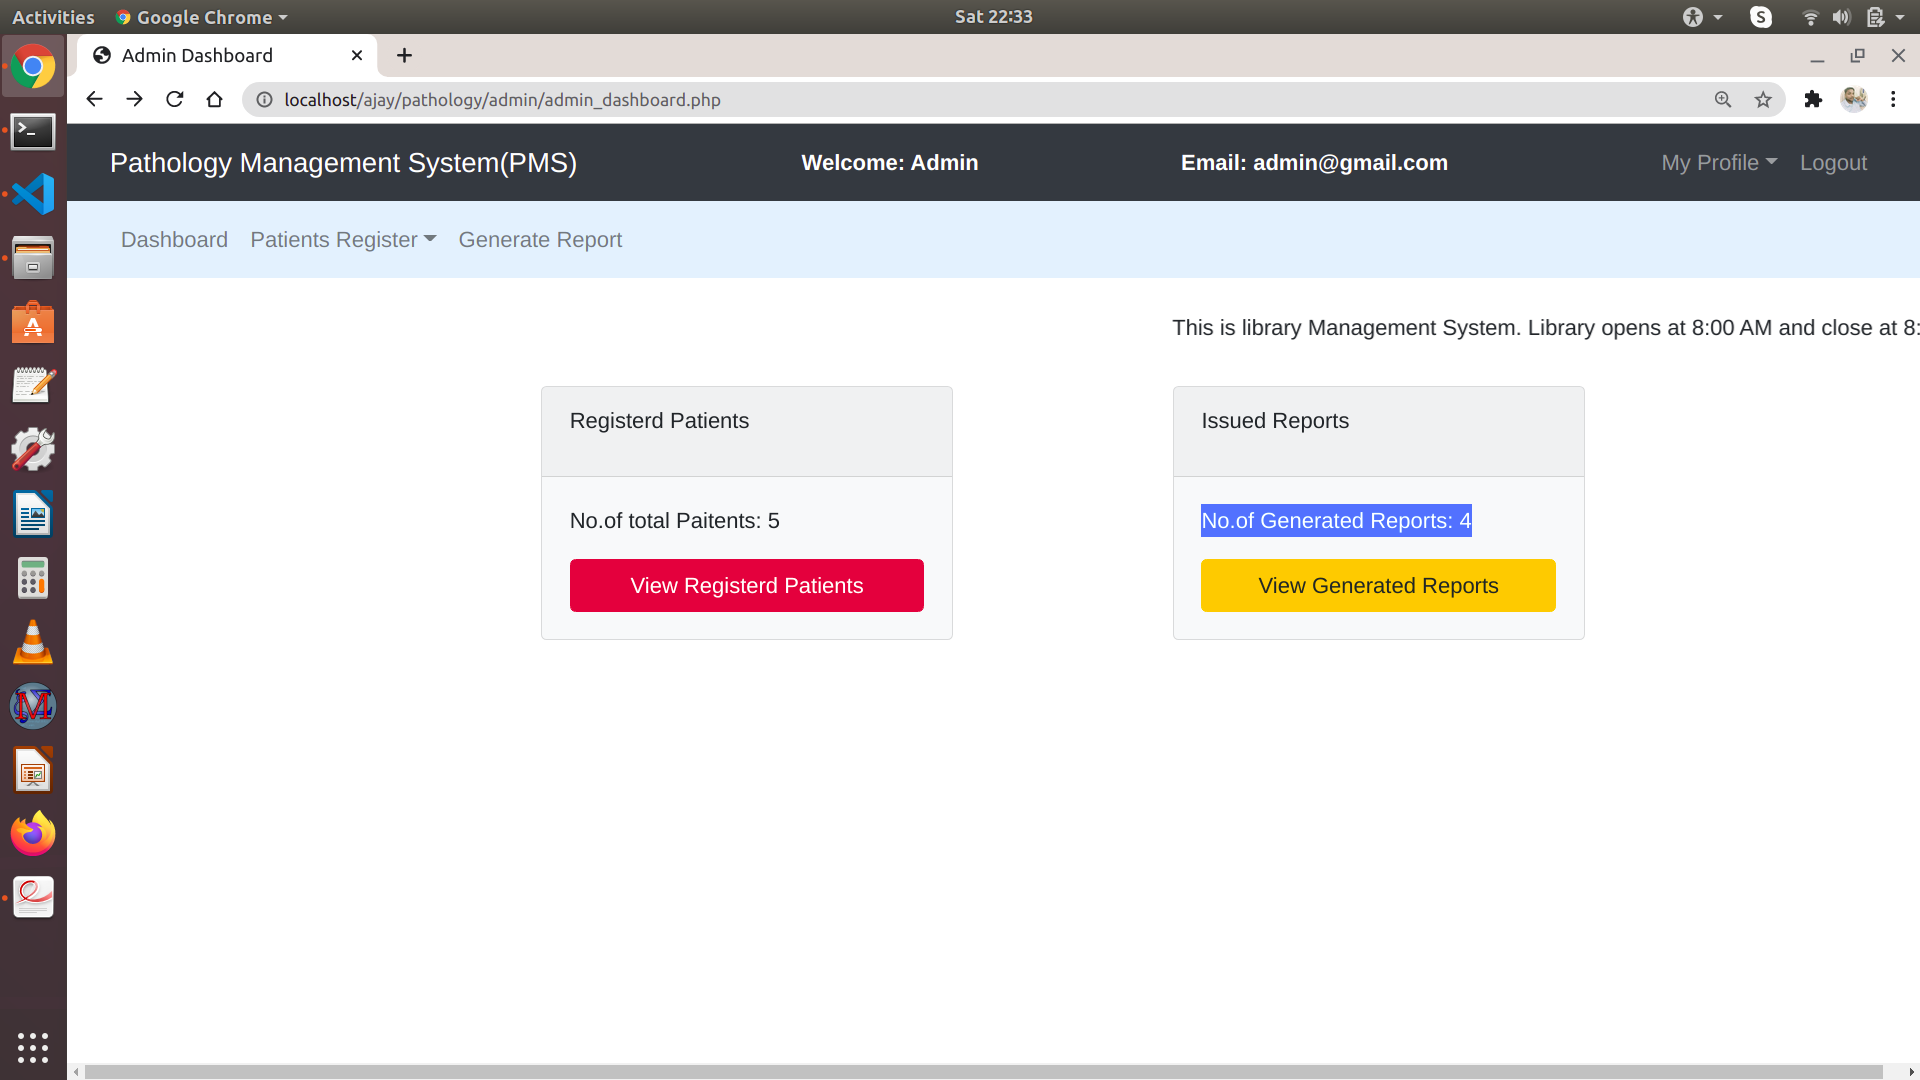 Activities Google Chrome Sat 22:33
Admin Dashboard
localhost/ajay/pathology/admin/admin_dashboard.php
Pathology Management System(PMS) Welcome: Admin Email: admin@gmail.com My Profile Logout
Dashboard Patients Register Generate Report
This is library Management System. Library opens at 8:00 AM and close at 8:
Registerd Patients
No.of total Paitents: 5
View Registerd Patients
Issued Reports
No.of Generated Reports: 4
View Generated Reports